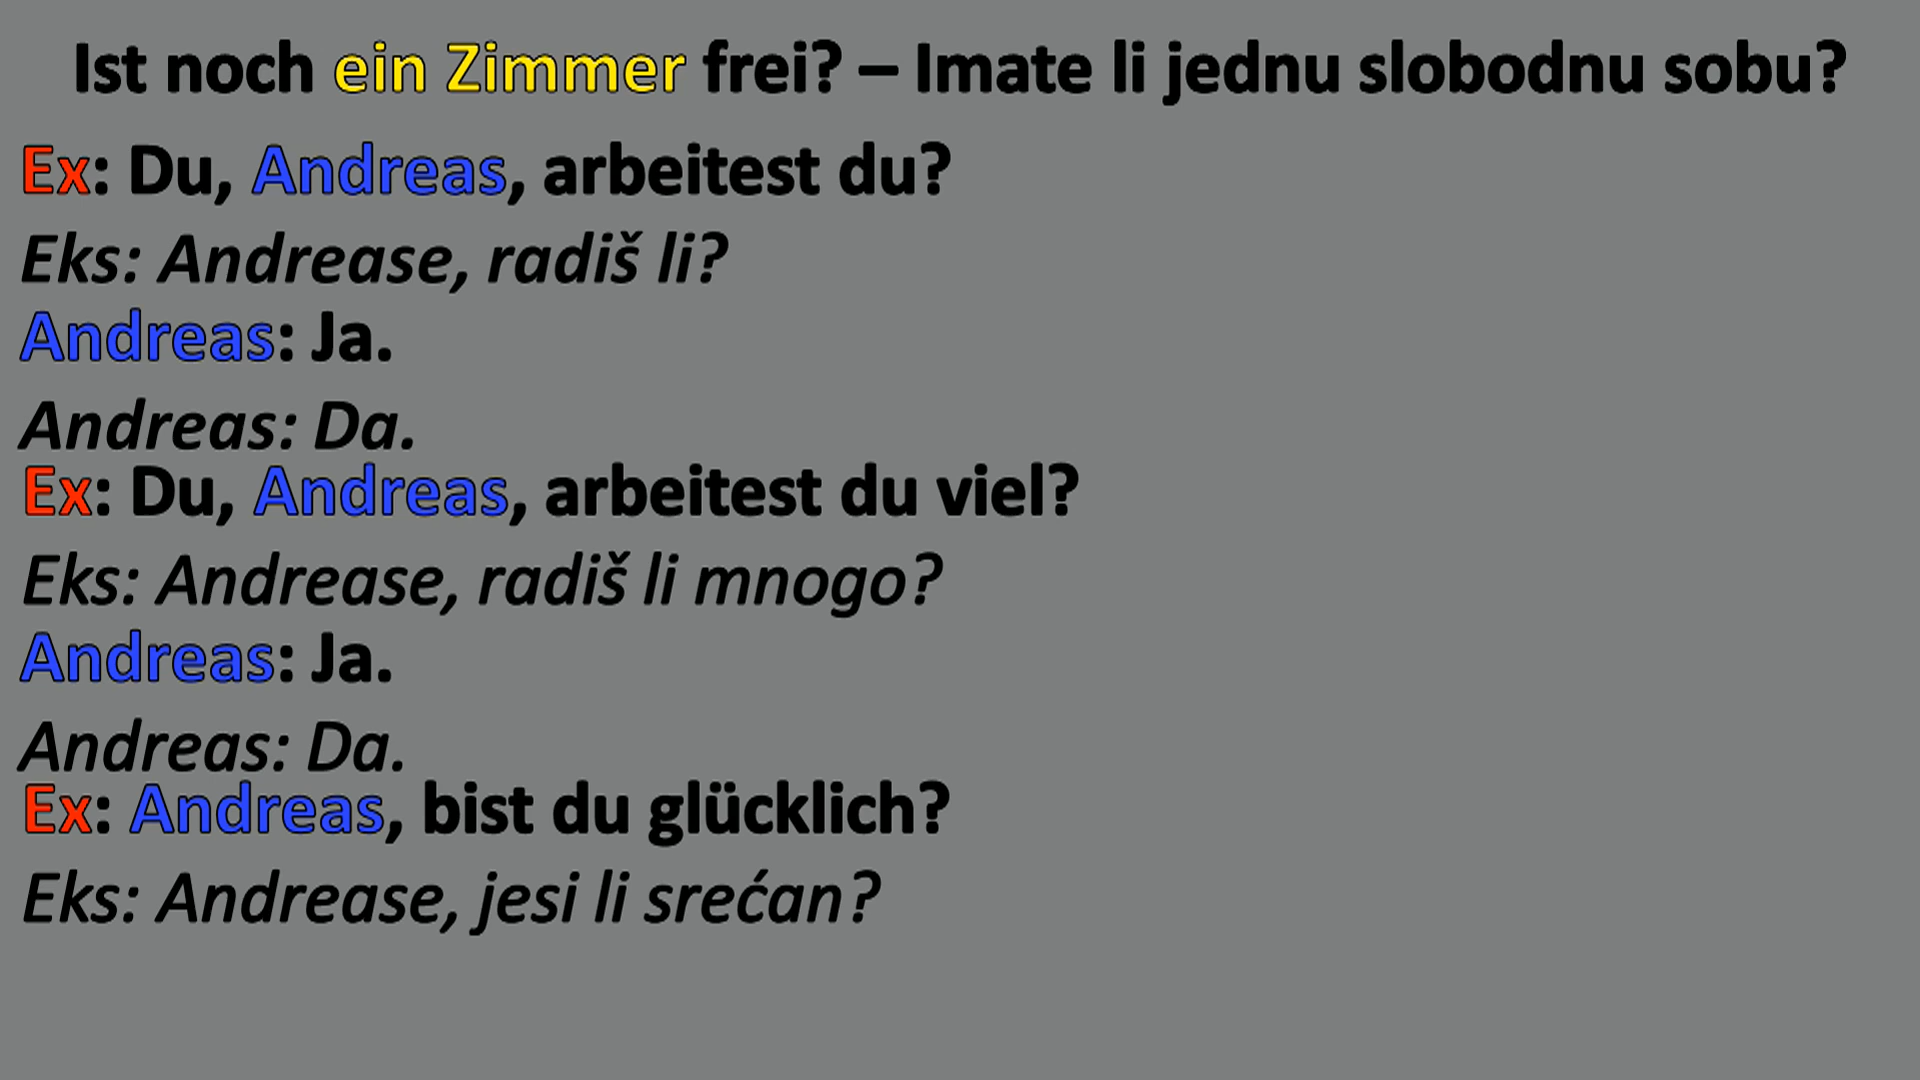 Ist noch ein Zimmer frei? – Imate li jednu slobodnu sobu?
Ex: Du, Andreas, arbeitest du?
Eks: Andrease, radiš li?
Andreas: Ja.
Andreas: Da.
Ex: Du, Andreas, arbeitest du viel?
Eks: Andrease, radiš li mnogo?
Andreas: Ja.
Andreas: Da.
Ex: Andreas, bist du glücklich?
Eks: Andrease, jesi li srećan?